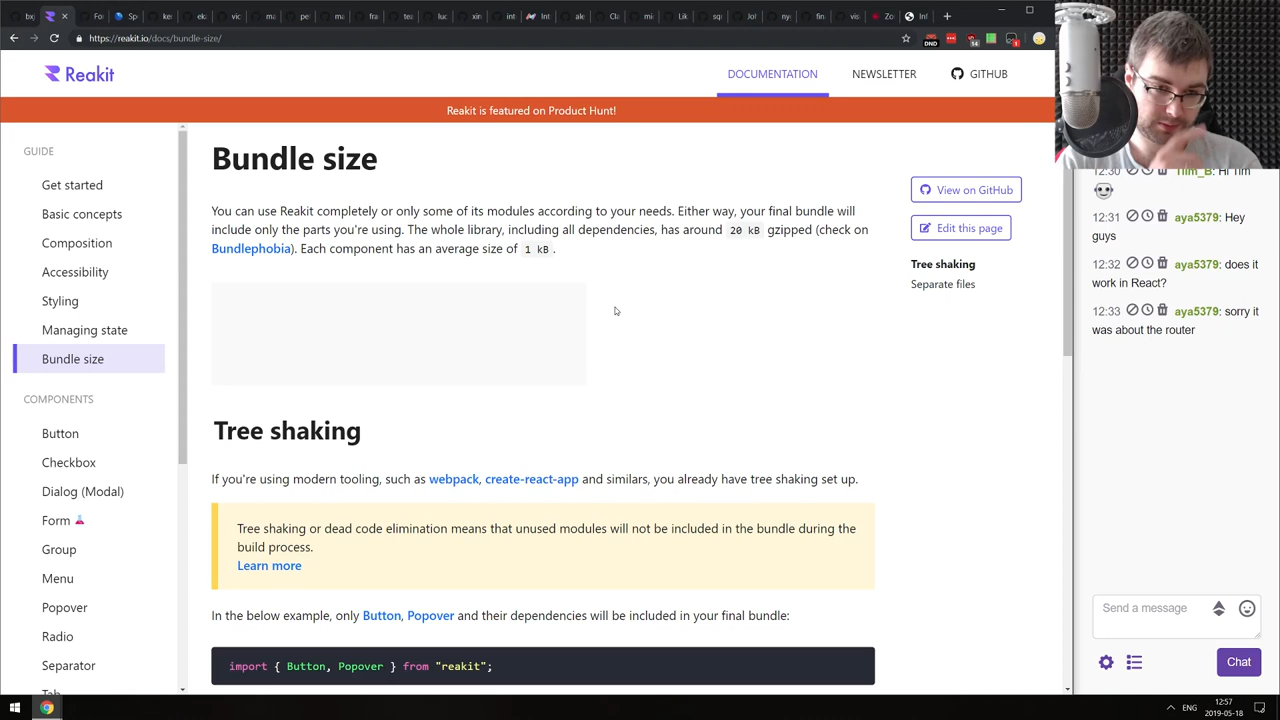 https://reakit.io/docs/bundle-size/
Reakit
DOCUMENTATION
NEWSLETTER
GITHUB
Reakit is featured on Product Hunt!
GUIDE
Get started
Basic concepts
Composition
Accessibility
Styling
Managing state
Bundle size
COMPONENTS
Button
Checkbox
Dialog (Modal)
Form
Group
Menu
Popover
Radio
Separator
Bundle size
You can use Reakit completely or only some of its modules according to your needs. Either way, your final bundle will
include only the parts you're using. The whole library, including all dependencies, has around 20 kB gzipped (check on
Bundlephobia). Each component has an average size of 1 kB.
Tree shaking
If you're using modern tooling, such as webpack, create-react-app and similars, you already have tree shaking set up.
Tree shaking or dead code elimination means that unused modules will not be included in the bundle during the
build process.
Learn more
In the below example, only Button, Popover and their dependencies will be included in your final bundle:
import { Button, Popover } from "reakit";
View on GitHub
Edit this page
Tree shaking
Separate files
12:30 Tim_B: Hi Tim
12:31 aya5379: Hey
guys
12:32 aya5379: does it
work in React?
12:33 aya5379: sorry it
was about the router
Send a message
Chat
ENG
12:57
2019-05-18